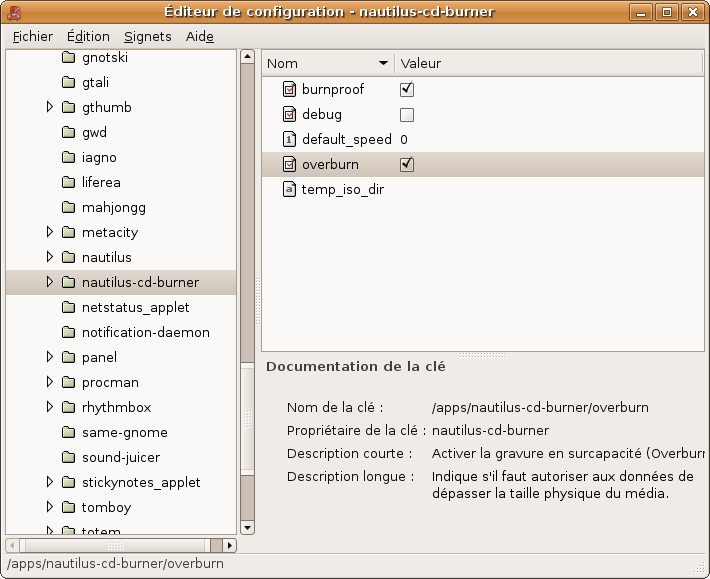 Éditeur de configuration - nautilus-cd-burner
Fichier Édition Signets Aide
gnotski
gtali
gthumb
gwd
iagno
liferea
mahjongg
metacity
nautilus
nautilus-cd-burner
netstatus_applet
notification-daemon
panel
procman
rhythmbox
same-gnome
sound-juicer
stickynotes_applet
tomboy
totem
Nom Valeur
burnproof
debug
default_speed 0
overburn
temp_iso_dir
Documentation de la clé
Nom de la clé : /apps/nautilus-cd-burner/overburn
Propriétaire de la clé : nautilus-cd-burner
Description courte : Activer la gravure en surcapacité (Overbur
Description longue : Indique s'il faut autoriser aux données de
dépasser la taille physique du média.
/apps/nautilus-cd-burner/overburn